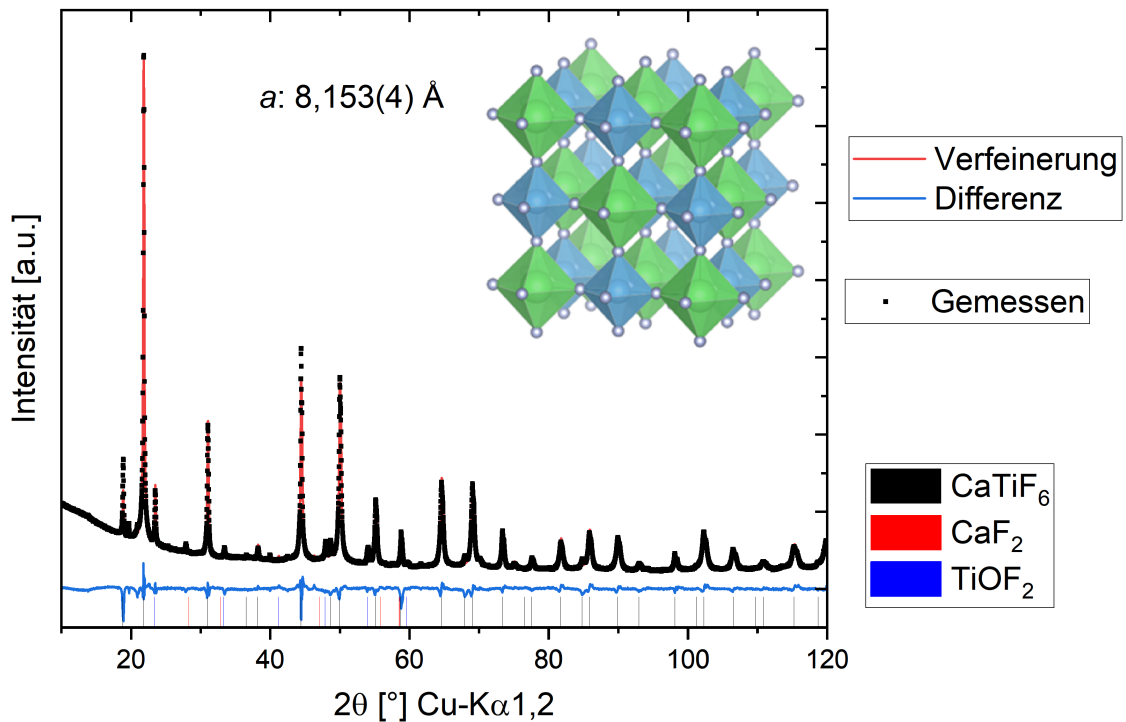 a: 8,153(4) Å
Intensität [a.u.]
20
40
60
80
100
120
2θ [°] Cu-Kα1,2
Verfeinerung
Differenz
Gemessen
CaTiF₆
CaF₂
TiOF₂